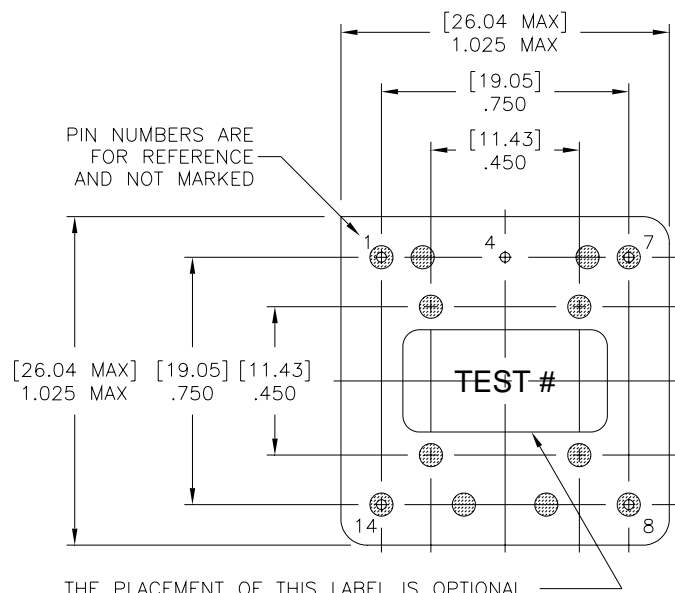 [26.04 MAX]
1.025 MAX
[19.05]
.750
[11.43]
.450
PIN NUMBERS ARE
FOR REFERENCE
AND NOT MARKED
1
4
7
[26.04 MAX]
1.025 MAX
[19.05]
.750
[11.43]
.450
TEST #
14
8
THE PLACEMENT OF THIS LABEL IS OPTIONAL